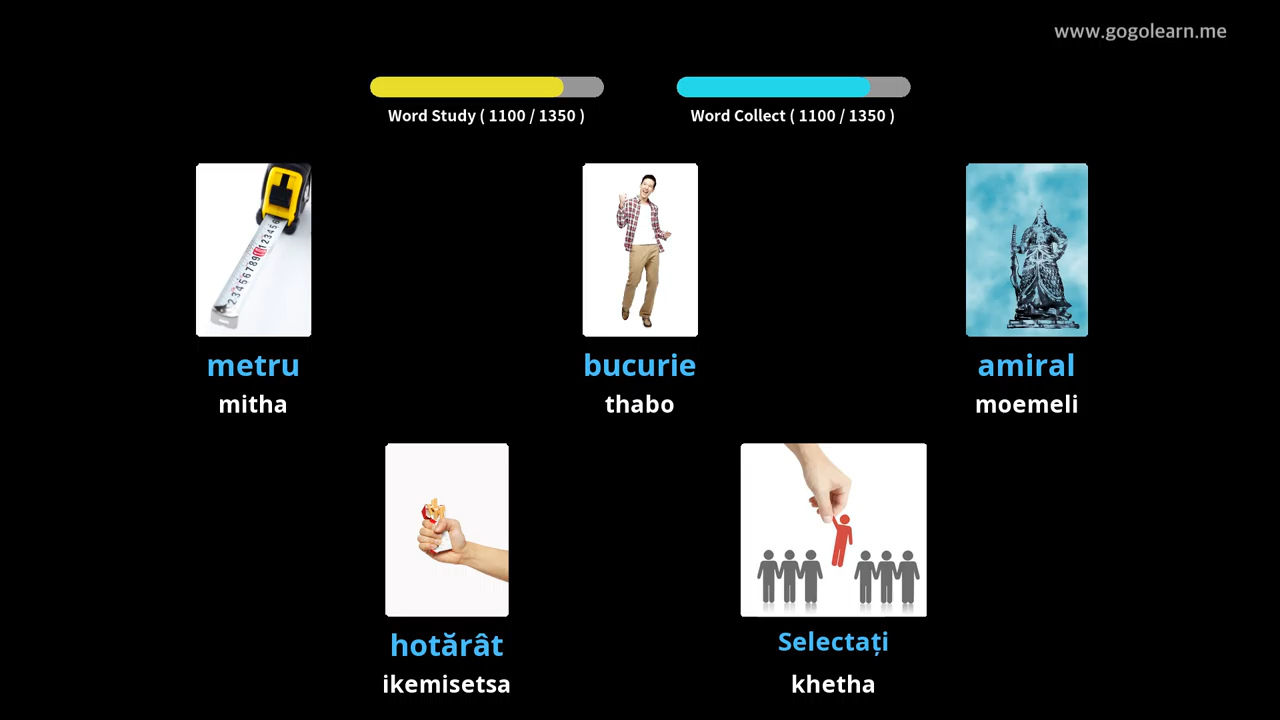 www.gogolearn.me
Word Study ( 1100 / 1350 )
Word Collect ( 1100 / 1350 )
metru
mitha
bucurie
thabo
amiral
moemeli
hotărât
ikemisetsa
Selectați
khetha